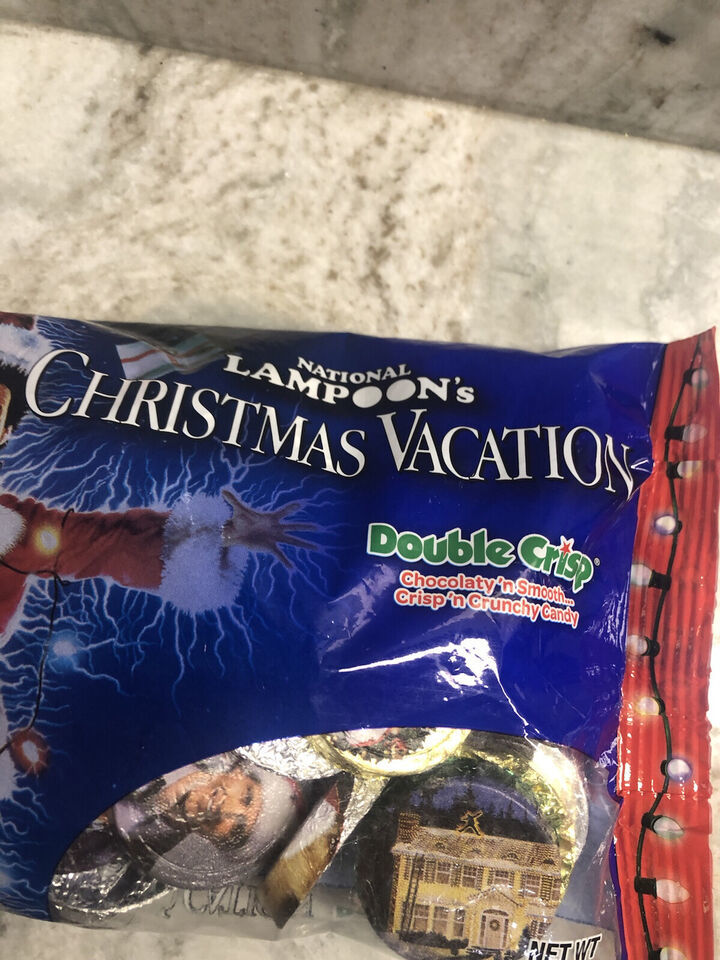 NATIONAL
LAMPOON'S
CHRISTMAS VACATION
Double Crisp®
Chocolaty 'n Smooth...
Crisp 'n Crunchy Candy
NET WT